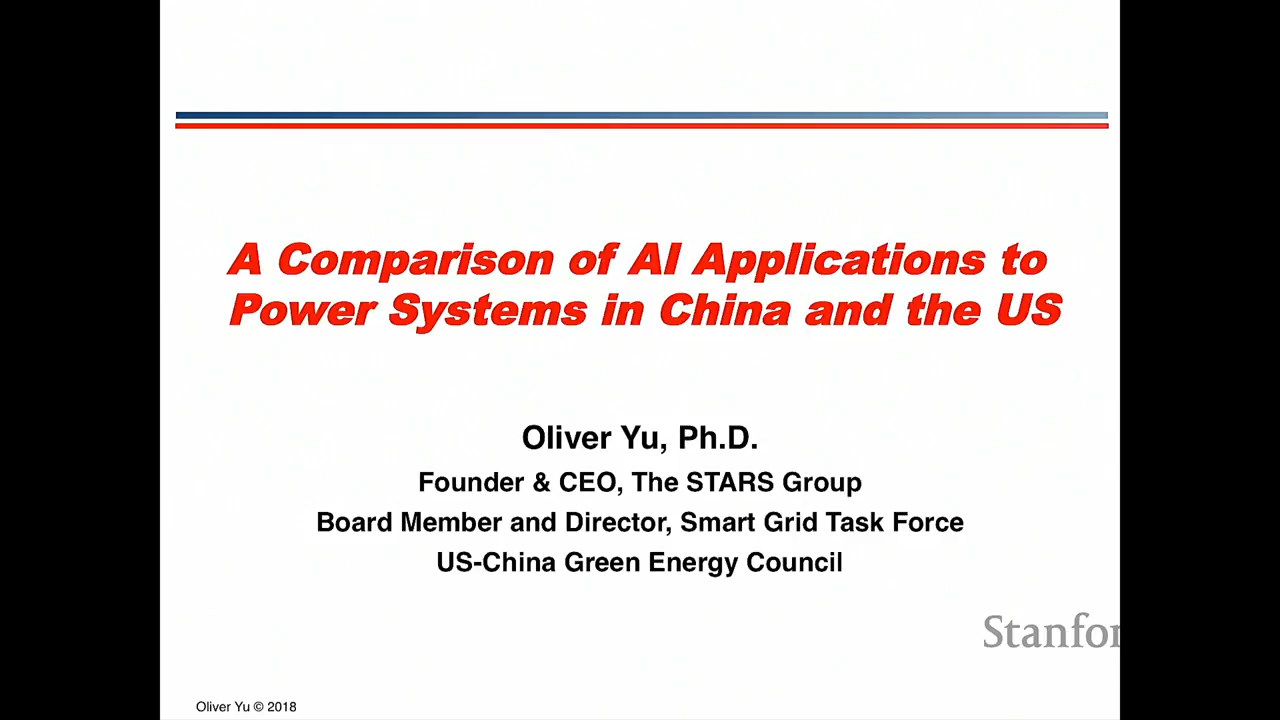 A Comparison of AI Applications to
Power Systems in China and the US
Oliver Yu, Ph.D.
Founder & CEO, The STARS Group
Board Member and Director, Smart Grid Task Force
US-China Green Energy Council
Stanfor
Oliver Yu © 2018